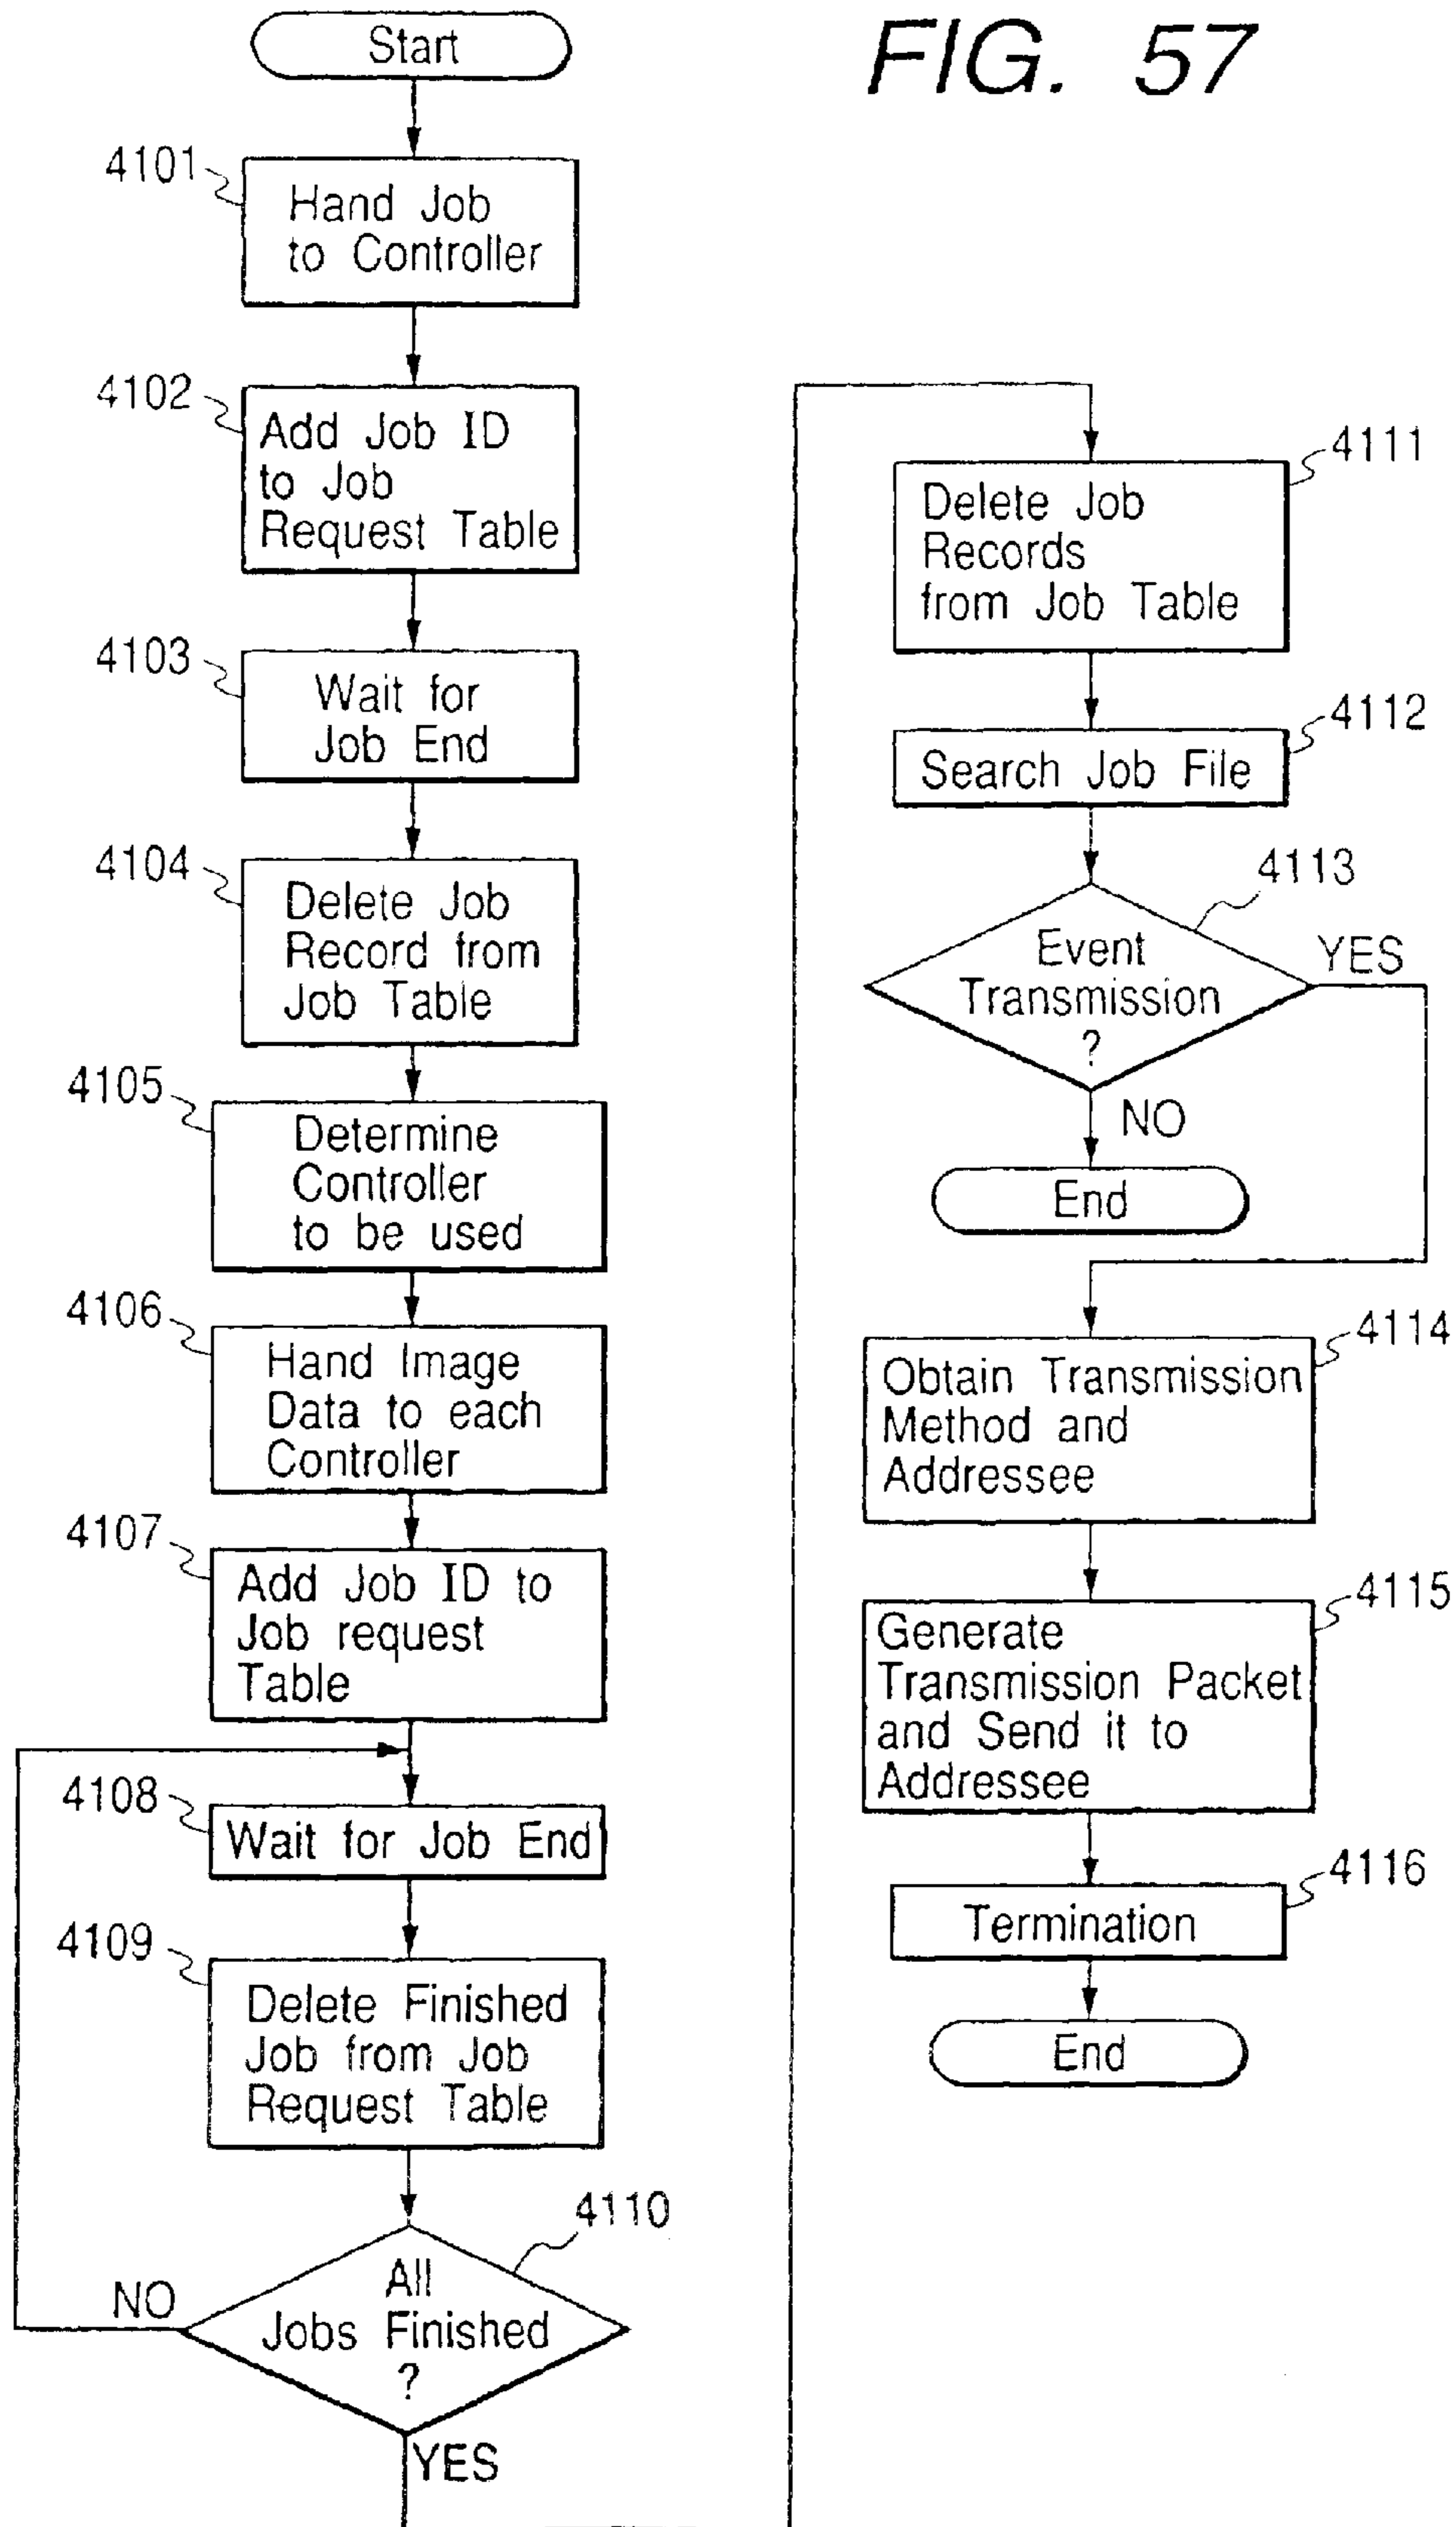 FIG. 57
Start
4101
Hand Job
to Controller
4102
Add Job ID
to Job
Request Table
4103
Wait for
Job End
4104
Delete Job
Record from
Job Table
4105
Determine
Controller
to be used
4106
Hand Image
Data to each
Controller
4107
Add Job ID to
Job request
Table
4108
Wait for Job End
4109
Delete Finished
Job from Job
Request Table
4110
All
Jobs Finished
?
NO
YES
4111
Delete Job
Records
from Job Table
4112
Search Job File
4113
Event
Transmission
?
YES
NO
End
4114
Obtain Transmission
Method and
Addressee
4115
Generate
Transmission Packet
and Send it to
Addressee
4116
Termination
End